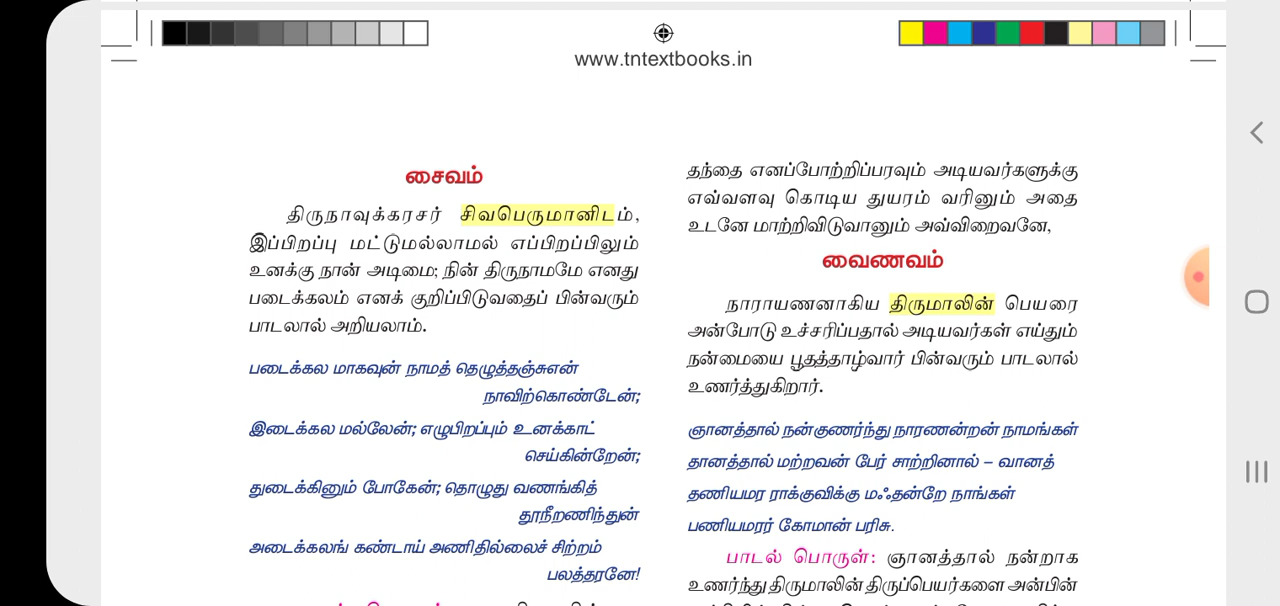 www.tntextbooks.in
சைவம்
திருநாவுக்கரசர் சிவபெருமானிடம்,
இப்பிறப்பு மட்டுமல்லாமல் எப்பிறப்பிலும்
உனக்கு நான் அடிமை; நின் திருநாமமே எனது
படைக்கலம் எனக் குறிப்பிடுவதைப் பின்வரும்
பாடலால் அறியலாம்.
படைக்கல மாகவுன் நாமத் தெழுத்தஞ்சுஎன்
நாவிற்கொண்டேன்;
இடைக்கல மல்லேன்; எழுபிறப்பும் உனக்காட்
செய்கின்றேன்;
துடைக்கினும் போகேன்; தொழுது வணங்கித்
தூநீறணிந்துன்
அடைக்கலங் கண்டாய் அணிதில்லைச் சிற்றம்
பலத்தரனே!
தந்தை எனப்போற்றிப்பரவும் அடியவர்களுக்கு
எவ்வளவு கொடிய துயரம் வரினும் அதை
உடனே மாற்றிவிடுவானும் அவ்விறைவனே,
வைணவம்
நாராயணனாகிய திருமாலின் பெயரை
அன்போடு உச்சரிப்பதால் அடியவர்கள் எய்தும்
நன்மையை பூதத்தாழ்வார் பின்வரும் பாடலால்
உணர்த்துகிறார்.
ஞானத்தால் நன்குணர்ந்து நாரணன்றன் நாமங்கள்
தானத்தால் மற்றவன் பேர் சாற்றினால் – வானத்
தணியமர ராக்குவிக்கு மஃதன்றே நாங்கள்
பணியமரர் கோமான் பரிசு.
பாடல் பொருள்: ஞானத்தால் நன்றாக
உணர்ந்து திருமாலின் திருப்பெயர்களை அன்பின்